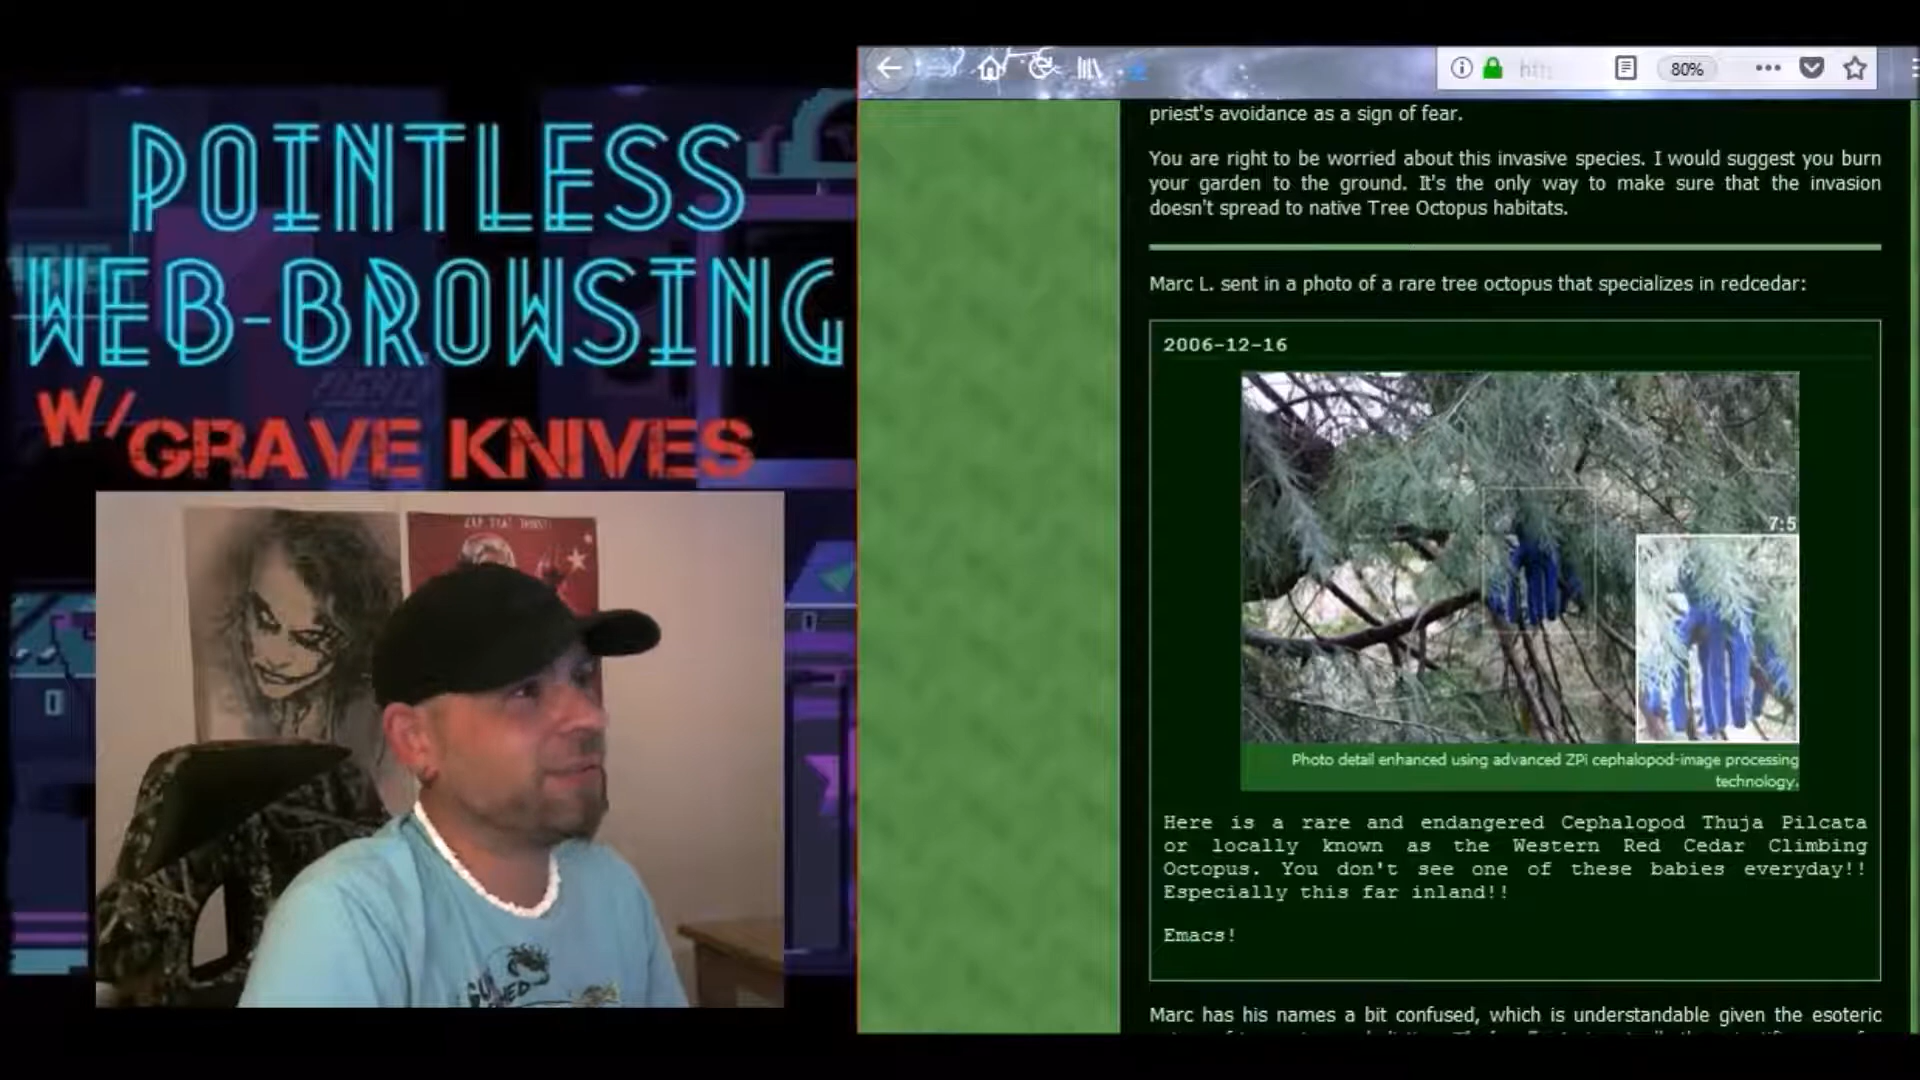 POINTLESS
WEB-BROWSING
W/ GRAVE KNIVES
ZAP THAT THING!
80%
priest's avoidance as a sign of fear.
You are right to be worried about this invasive species. I would suggest you burn
your garden to the ground. It's the only way to make sure that the invasion
doesn't spread to native Tree Octopus habitats.
Marc L. sent in a photo of a rare tree octopus that specializes in redcedar:
2006-12-16
7:5
Photo detail enhanced using advanced ZPi cephalopod-image processing
technology.
Here is a rare and endangered Cephalopod Thuja Pilcata
or locally known as the Western Red Cedar Climbing
Octopus. You don't see one of these babies everyday!!
Especially this far inland!!
Emacs!
Marc has his names a bit confused, which is understandable given the esoteric